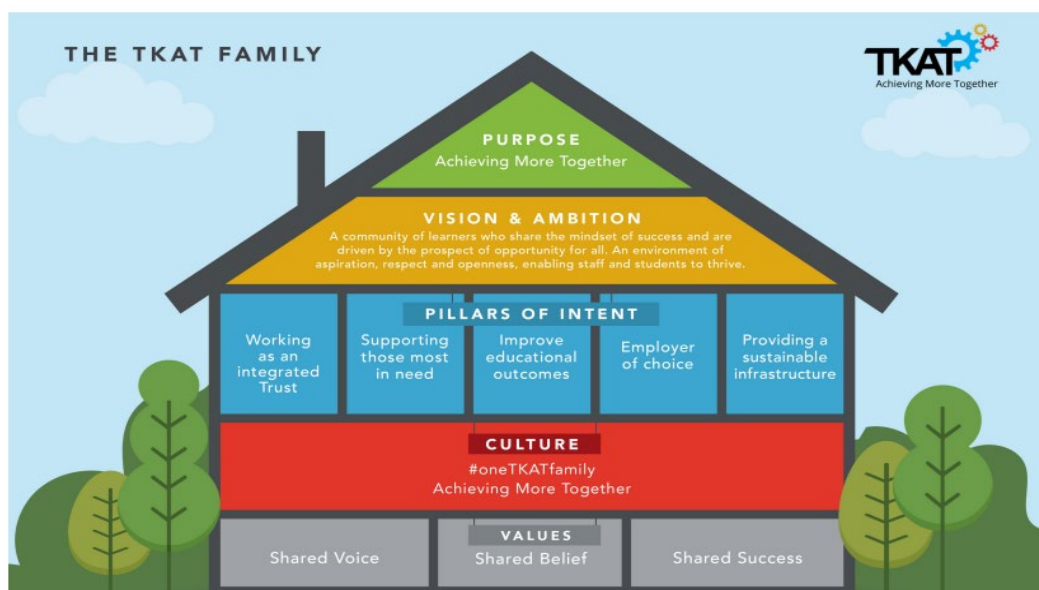 THE TKAT FAMILY
TKAT
Achieving More Together
PURPOSE
Achieving More Together
VISION & AMBITION
A community of learners who share the mindset of success and are
driven by the prospect of opportunity for all. An environment of
aspiration, respect and openness, enabling staff and students to thrive.
PILLARS OF INTENT
Working
as an
integrated
Trust
Supporting
those most
in need
Improve
educational
outcomes
Employer
of choice
Providing a
sustainable
infrastructure
CULTURE
#oneTKATfamily
Achieving More Together
VALUES
Shared Voice
Shared Belief
Shared Success